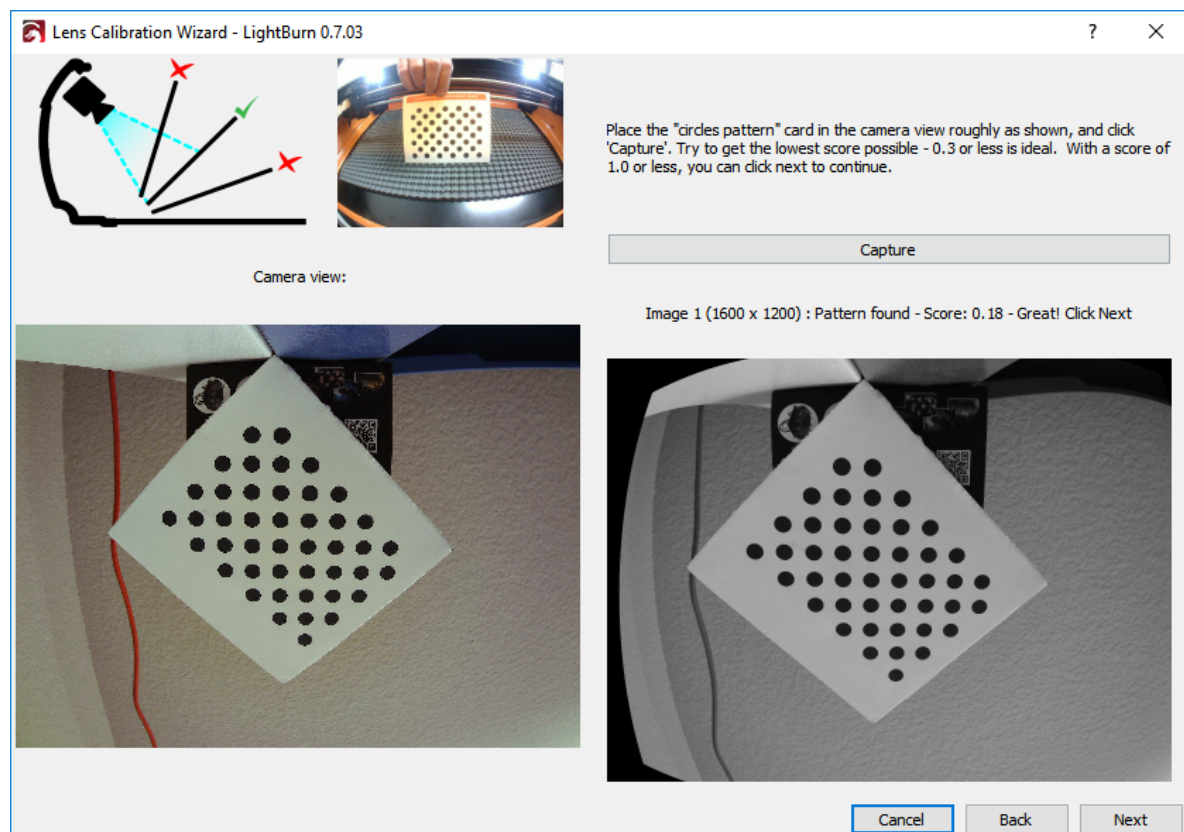 Lens Calibration Wizard - LightBurn 0.7.03
Place the "circles pattern" card in the camera view roughly as shown, and click
'Capture'. Try to get the lowest score possible - 0.3 or less is ideal.  With a score of
1.0 or less, you can click next to continue.
Capture
Camera view:
Image 1 (1600 x 1200) : Pattern found - Score: 0.18 - Great! Click Next
Cancel
Back
Next